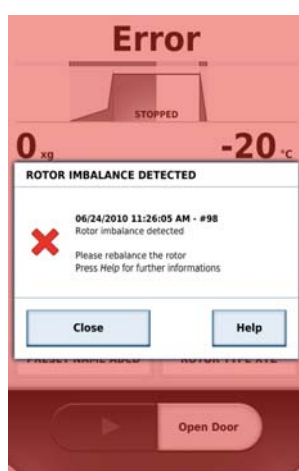 Error
STOPPED
0 xg -20 °C
ROTOR IMBALANCE DETECTED
06/24/2010 11:26:05 AM - #98
Rotor imbalance detected
Please rebalance the rotor
Press Help for further informations
Close Help
Open Door